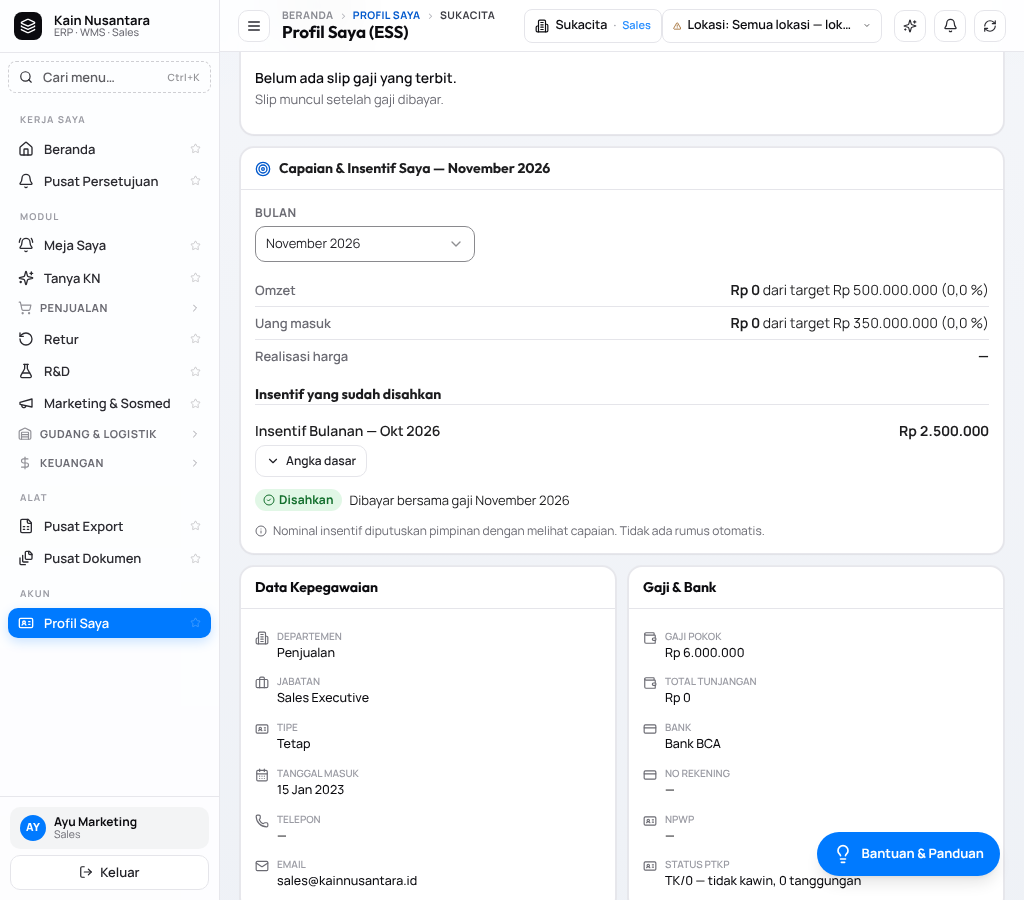 Kain Nusantara
ERP · WMS · Sales
Cari menu...
Ctrl+K
KERJA SAYA
Beranda
Pusat Persetujuan
MODUL
Meja Saya
Tanya KN
PENJUALAN
Retur
R&D
Marketing & Sosmed
GUDANG & LOGISTIK
KEUANGAN
ALAT
Pusat Export
Pusat Dokumen
AKUN
Profil Saya
AY
Ayu Marketing
Sales
Keluar
BERANDA > PROFIL SAYA > SUKACITA
Profil Saya (ESS)
Sukacita · Sales
Lokasi: Semua lokasi — lok...
Belum ada slip gaji yang terbit.
Slip muncul setelah gaji dibayar.
Capaian & Insentif Saya — November 2026
BULAN
November 2026
Omzet Rp 0 dari target Rp 500.000.000 (0,0 %)
Uang masuk Rp 0 dari target Rp 350.000.000 (0,0 %)
Realisasi harga —
Insentif yang sudah disahkan
Insentif Bulanan — Okt 2026 Rp 2.500.000
Angka dasar
Disahkan Dibayar bersama gaji November 2026
Nominal insentif diputuskan pimpinan dengan melihat capaian. Tidak ada rumus otomatis.
Data Kepegawaian
DEPARTEMEN
Penjualan
JABATAN
Sales Executive
TIPE
Tetap
TANGGAL MASUK
15 Jan 2023
TELEPON
—
EMAIL
sales@kainnusantara.id
Gaji & Bank
GAJI POKOK
Rp 6.000.000
TOTAL TUNJANGAN
Rp 0
BANK
Bank BCA
NO REKENING
—
NPWP
—
STATUS PTKP
TK/0 — tidak kawin, 0 tanggungan
Bantuan & Panduan